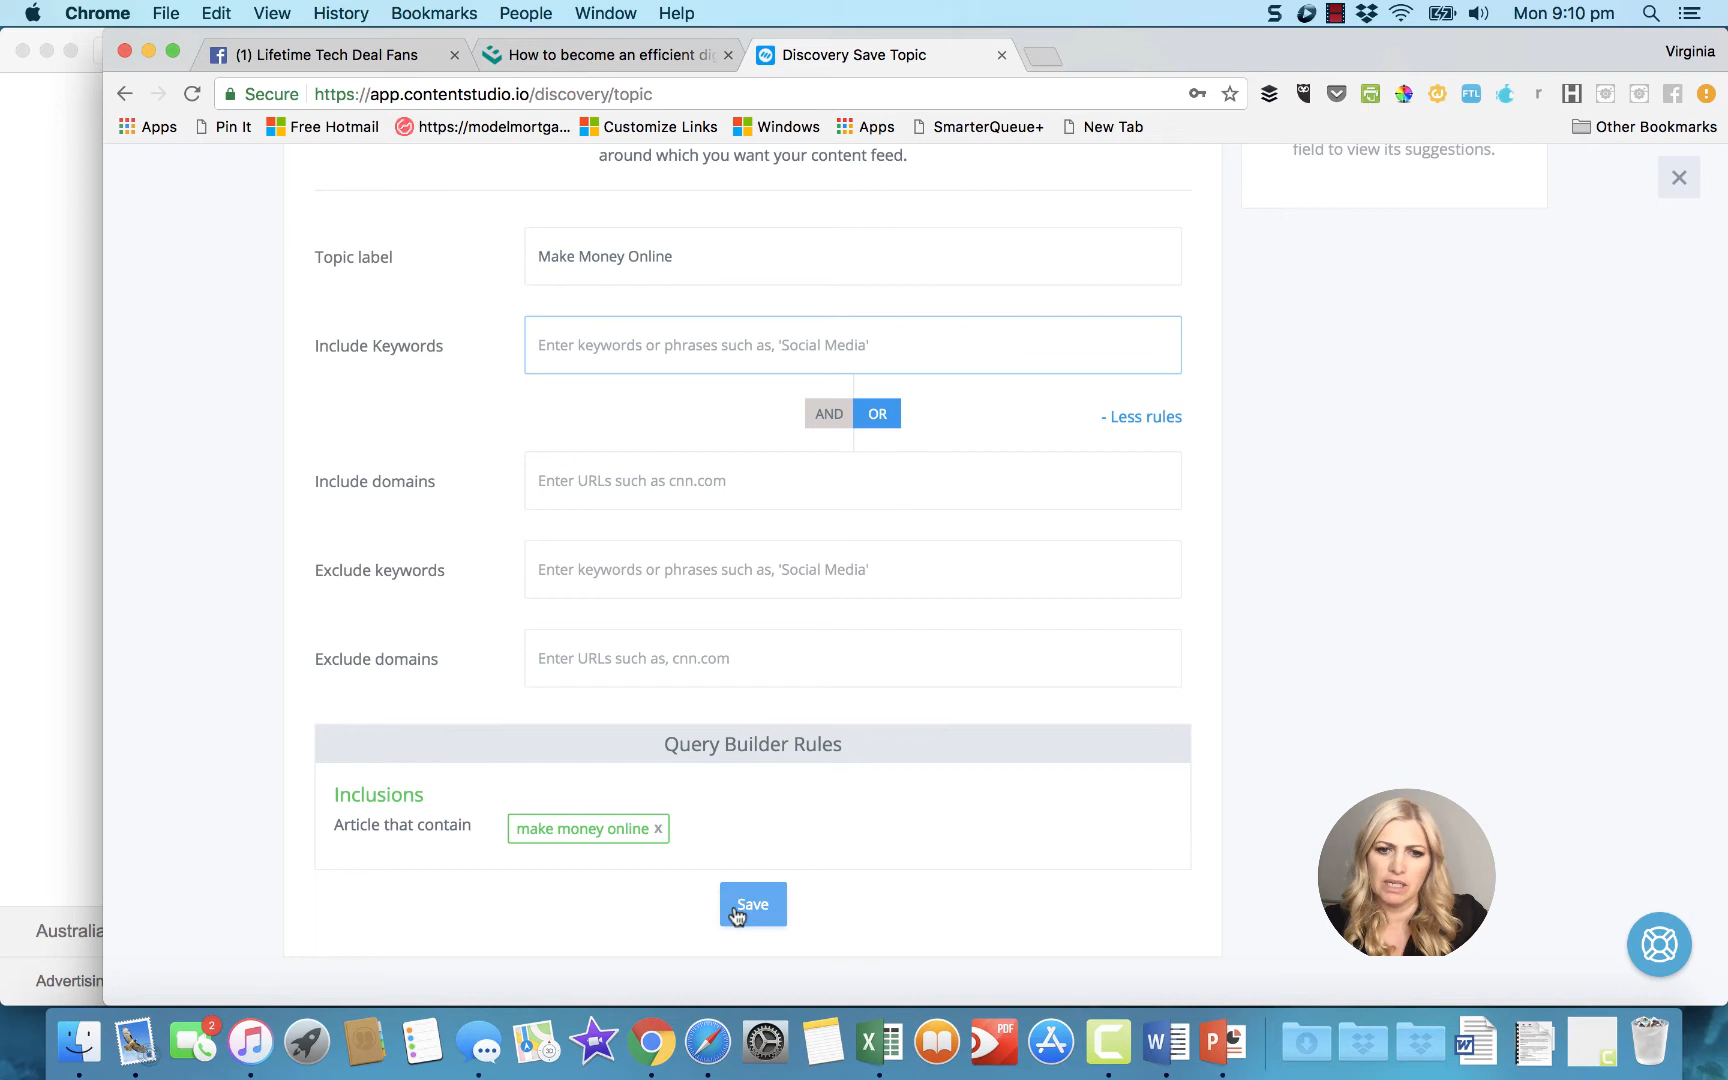 Chrome File Edit View History Bookmarks People Window Help Mon 9:10 pm
(1) Lifetime Tech Deal Fans × How to become an efficient dig × Discovery Save Topic × Virginia
Secure https://app.contentstudio.io/discovery/topic
Apps Pin It Free Hotmail https://modelmortga... Customize Links Windows Apps SmarterQueue+ New Tab Other Bookmarks
around which you want your content feed.
field to view its suggestions.
Topic label Make Money Online
Include Keywords Enter keywords or phrases such as, 'Social Media'
AND OR - Less rules
Include domains Enter URLs such as cnn.com
Exclude keywords Enter keywords or phrases such as, 'Social Media'
Exclude domains Enter URLs such as, cnn.com
Query Builder Rules
Inclusions
Article that contain make money online x
Save
Australia
Advertisin